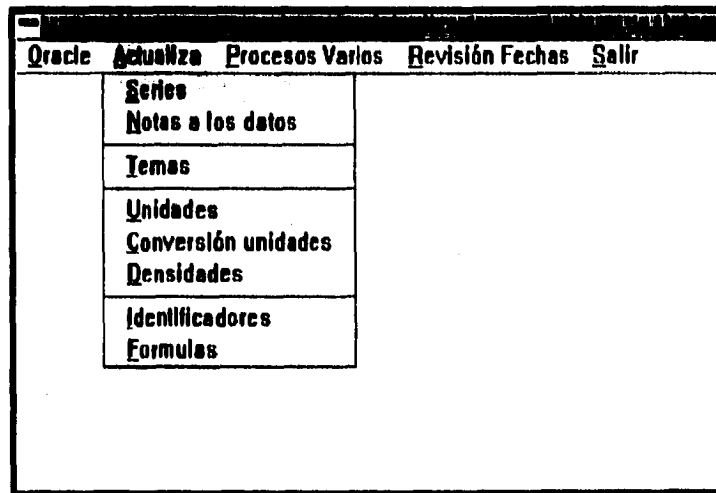 Oracle Actualiza Procesos Varios Revisión Fechas Salir
Series
Notas a los datos
Temas
Unidades
Conversión unidades
Densidades
Identificadores
Formulas